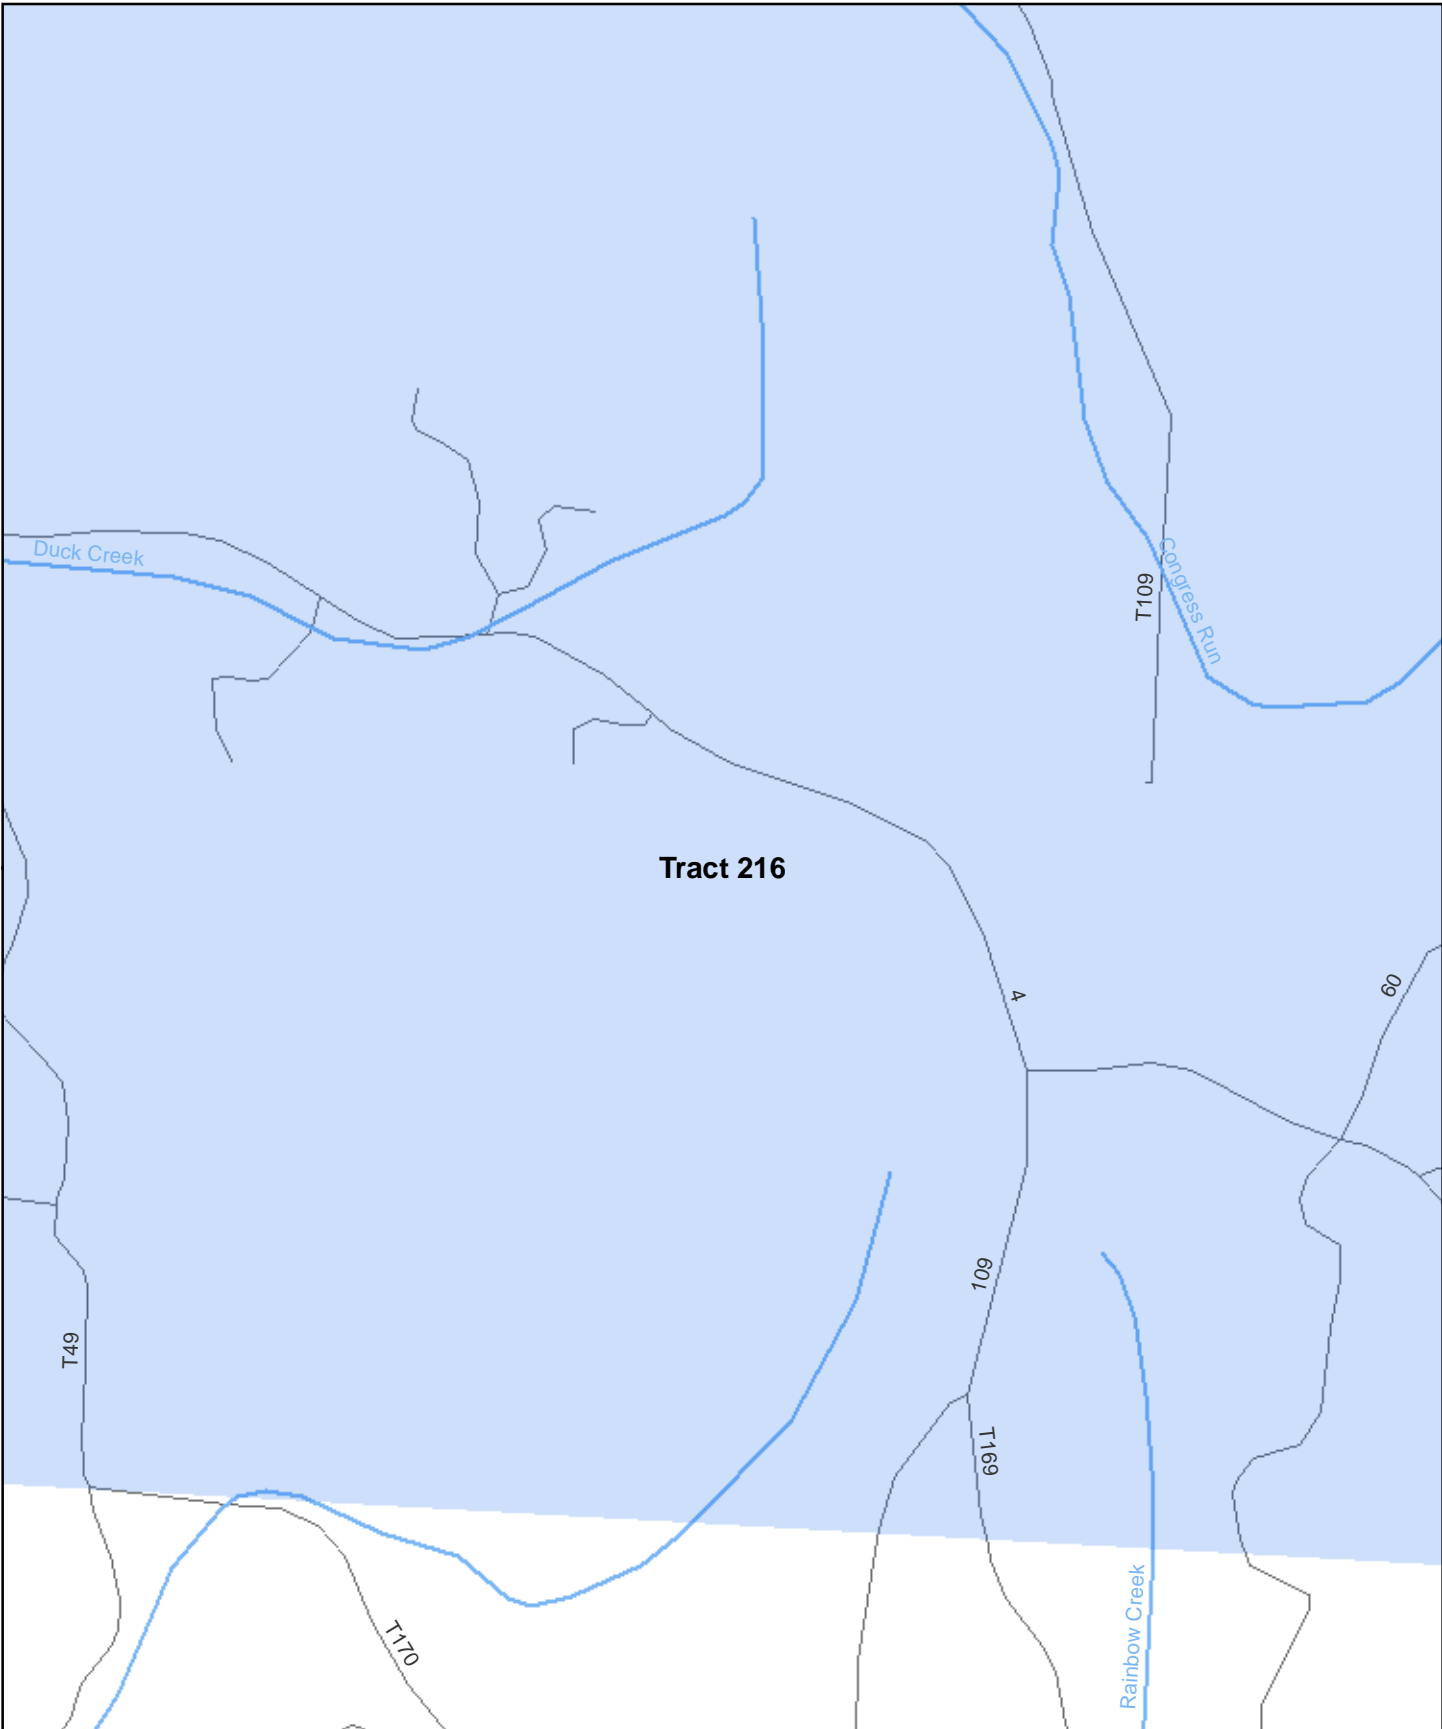 Duck Creek
Congress Run
T109
Tract 216
4
60
109
T49
T169
T170
Rainbow Creek